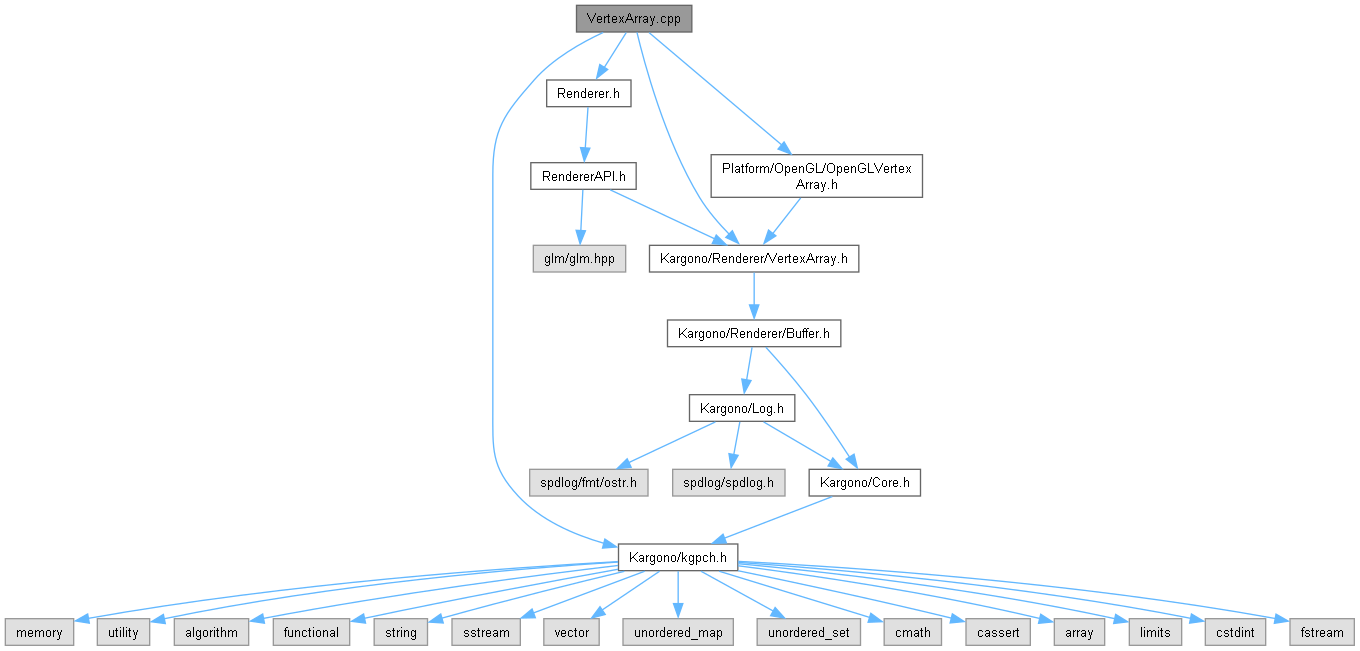 VertexArray.cpp
Renderer.h
Platform/OpenGL/OpenGLVertex
Array.h
RendererAPI.h
glm/glm.hpp
Kargono/Renderer/VertexArray.h
Kargono/Renderer/Buffer.h
Kargono/Log.h
spdlog/fmt/ostr.h
spdlog/spdlog.h
Kargono/Core.h
Kargono/kgpch.h
memory
utility
algorithm
functional
string
sstream
vector
unordered_map
unordered_set
cmath
cassert
array
limits
cstdint
fstream